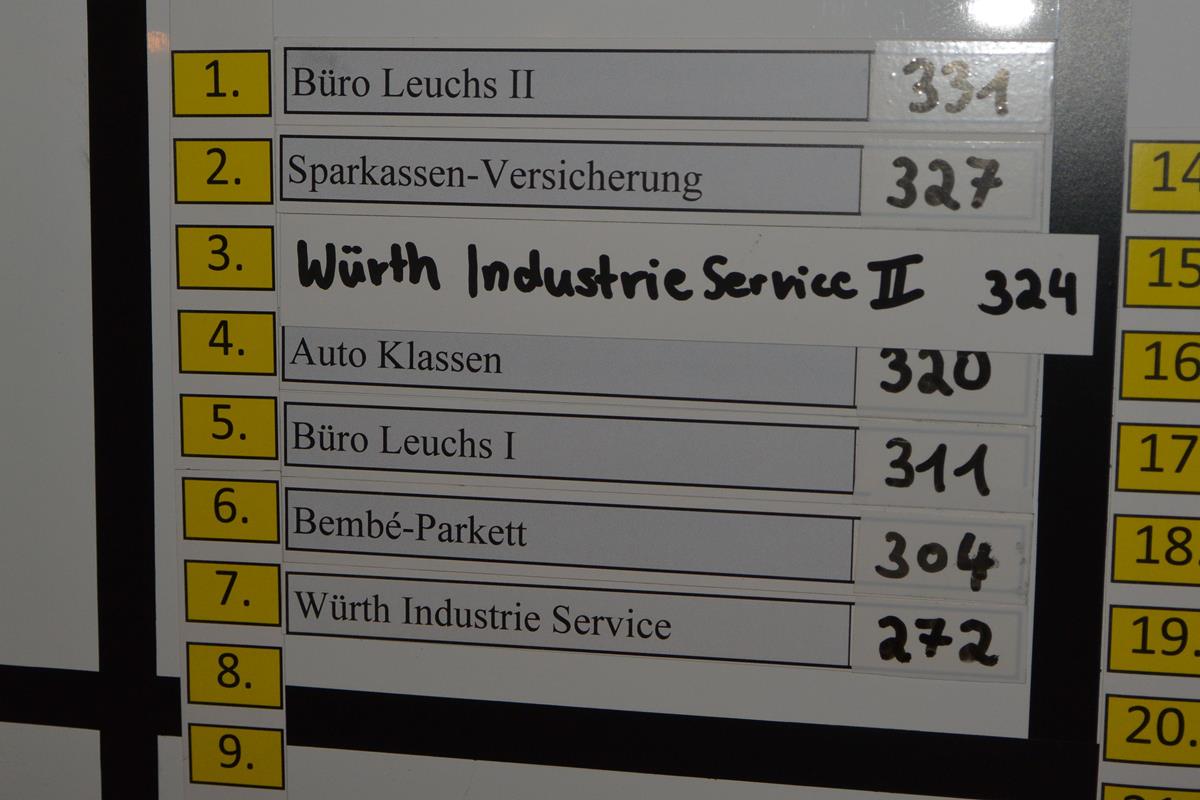 1. Büro Leuchs II 331
2. Sparkassen-Versicherung 327
3. Würth Industrie Service II 324
4. Auto Klassen 320
5. Büro Leuchs I 311
6. Bembé-Parkett 304
7. Würth Industrie Service 272
8.
9.
14
15
16
17
18.
19.
20.